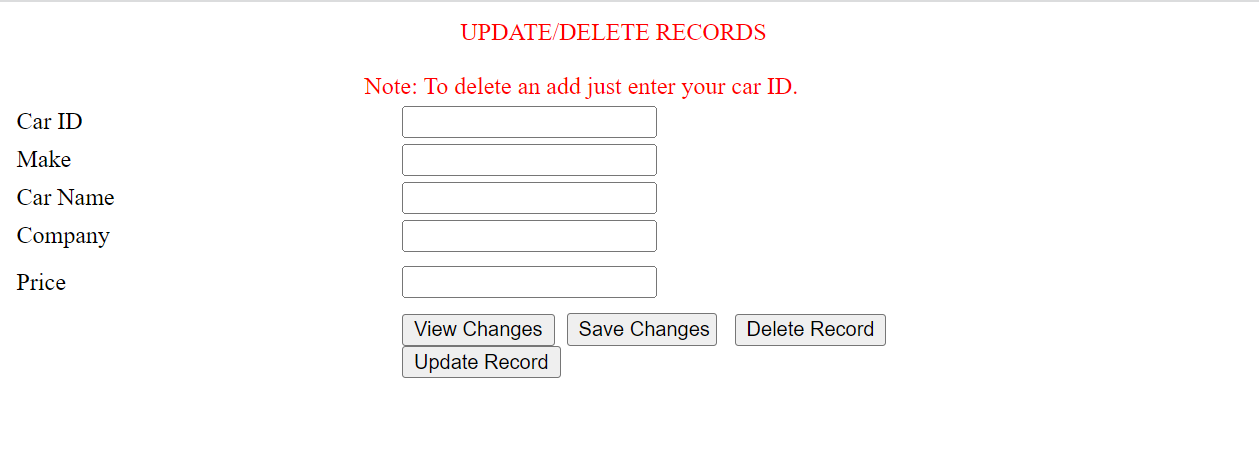 UPDATE/DELETE RECORDS
Note: To delete an add just enter your car ID.
Car ID
Make
Car Name
Company
Price
View Changes Save Changes Delete Record
Update Record